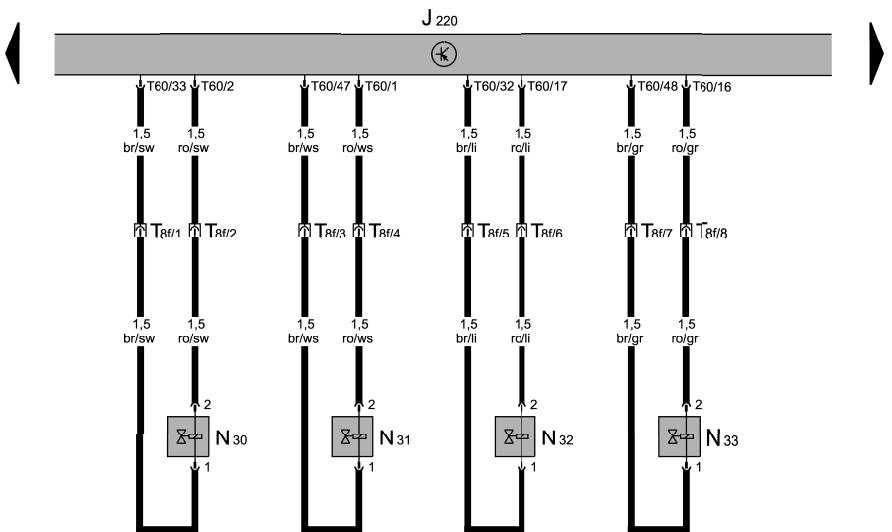 J 220
T60/33 T60/2 T60/47 T60/1 T60/32 T60/17 T60/48 T60/16
1,5 1,5 1,5 1,5 1,5 1,5 1,5 1,5
br/sw ro/sw br/ws ro/ws br/li rc/li br/gr ro/gr
T8f/1 T8f/2 T8f/3 T8f/4 T8f/5 T8f/6 T8f/7 T8f/8
1,5 1,5 1,5 1,5 1,5 1,5 1,5 1,5
br/sw ro/sw br/ws ro/ws br/li rc/li br/gr ro/gr
2 2 2 2
N 30 N 31 N 32 N 33
1 1 1 1